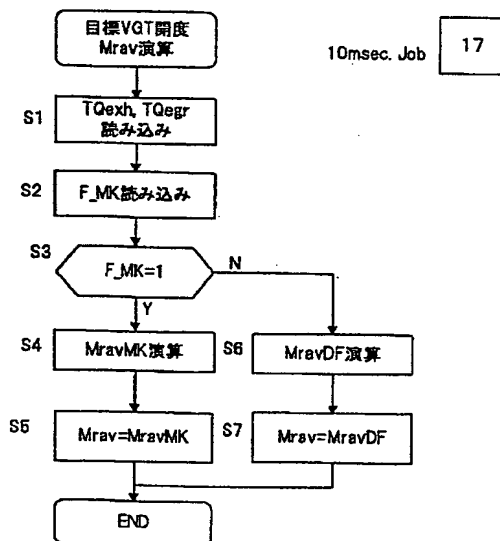 目標VGT開度
Mrav演算
10msec. Job
17
S1
TQexh, TQegr
読み込み
S2
F_MK読み込み
S3
F_MK=1
N
Y
S4
MravMK演算
S6
MravDF演算
S5
Mrav=MravMK
S7
Mrav=MravDF
END